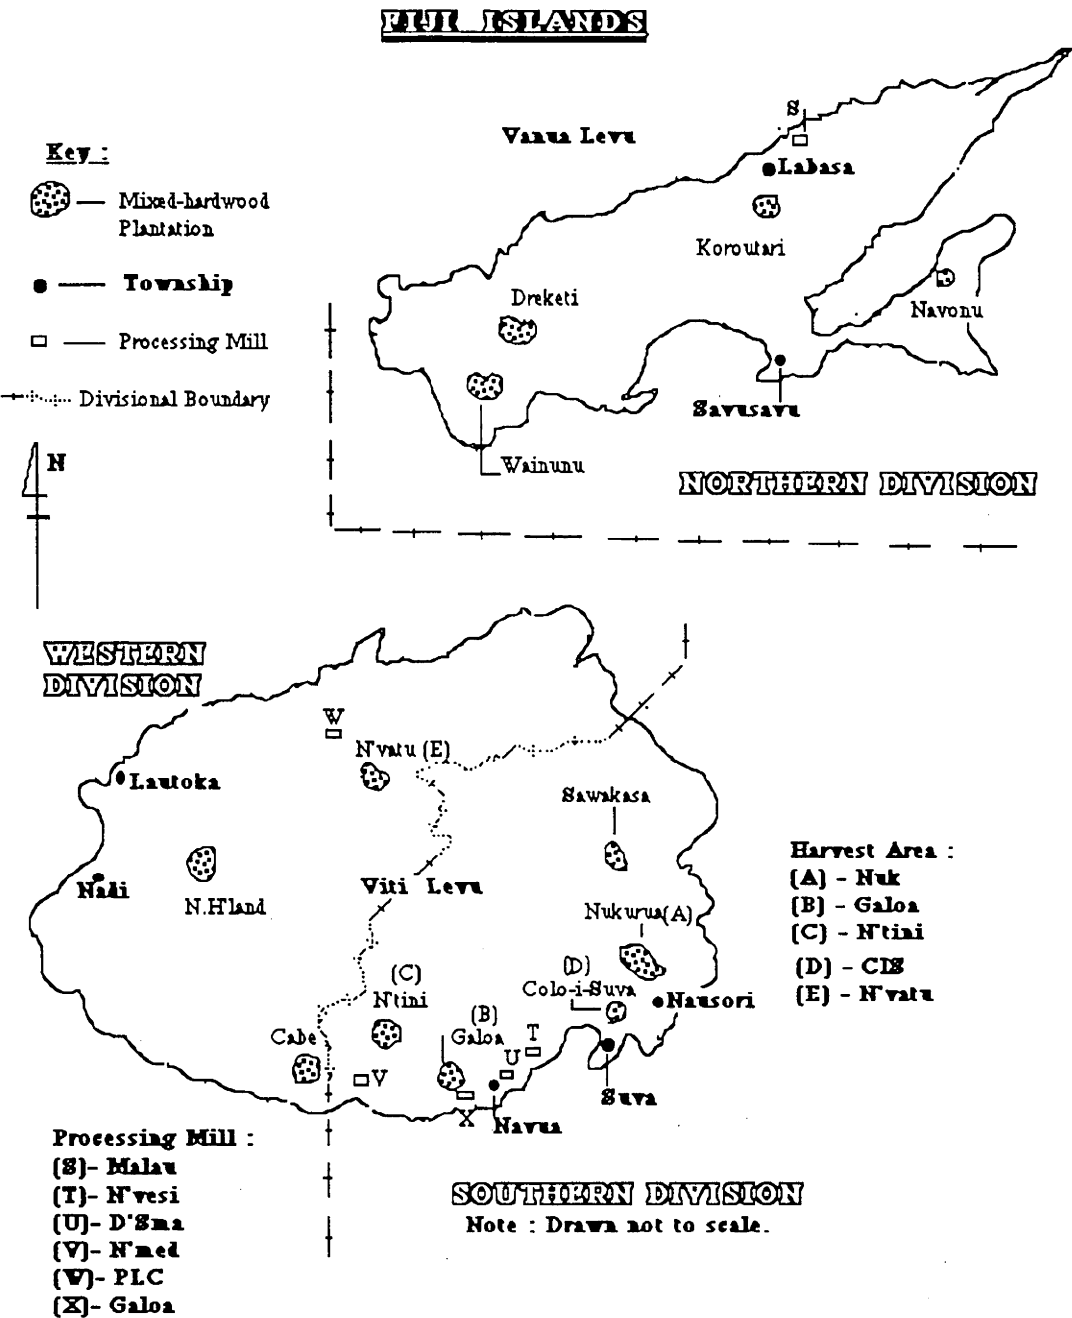 FIJI ISLANDS
Vanua Levu
S
Labasa
Koroutari
Dreketi
Navonu
Savusavu
Wainunu
NORTHERN DIVISION
Key :
Mixed-hardwood
Plantation
Township
Processing Mill
Divisional Boundary
N
WESTERN
DIVISION
W
N'vatu (E)
Lautoka
Sawakasa
Nadi
Viti Levu
N.H'land
Nukurua(A)
(C)
N'tini
(D)
Colo-i-Suva
Nausori
Cabe
(B)
Galoa
T
U
V
X
Navua
Suva
Harvest Area :
(A) - Nuk
(B) - Galoa
(C) - N'tini
(D) - CIS
(E) - N'vatu
Processing Mill :
(S)- Malau
(T)- N'vesi
(U)- D'Sma
(V)- N'med
(W)- PLC
(X)- Galoa
SOUTHERN DIVISION
Note : Drawn not to scale.